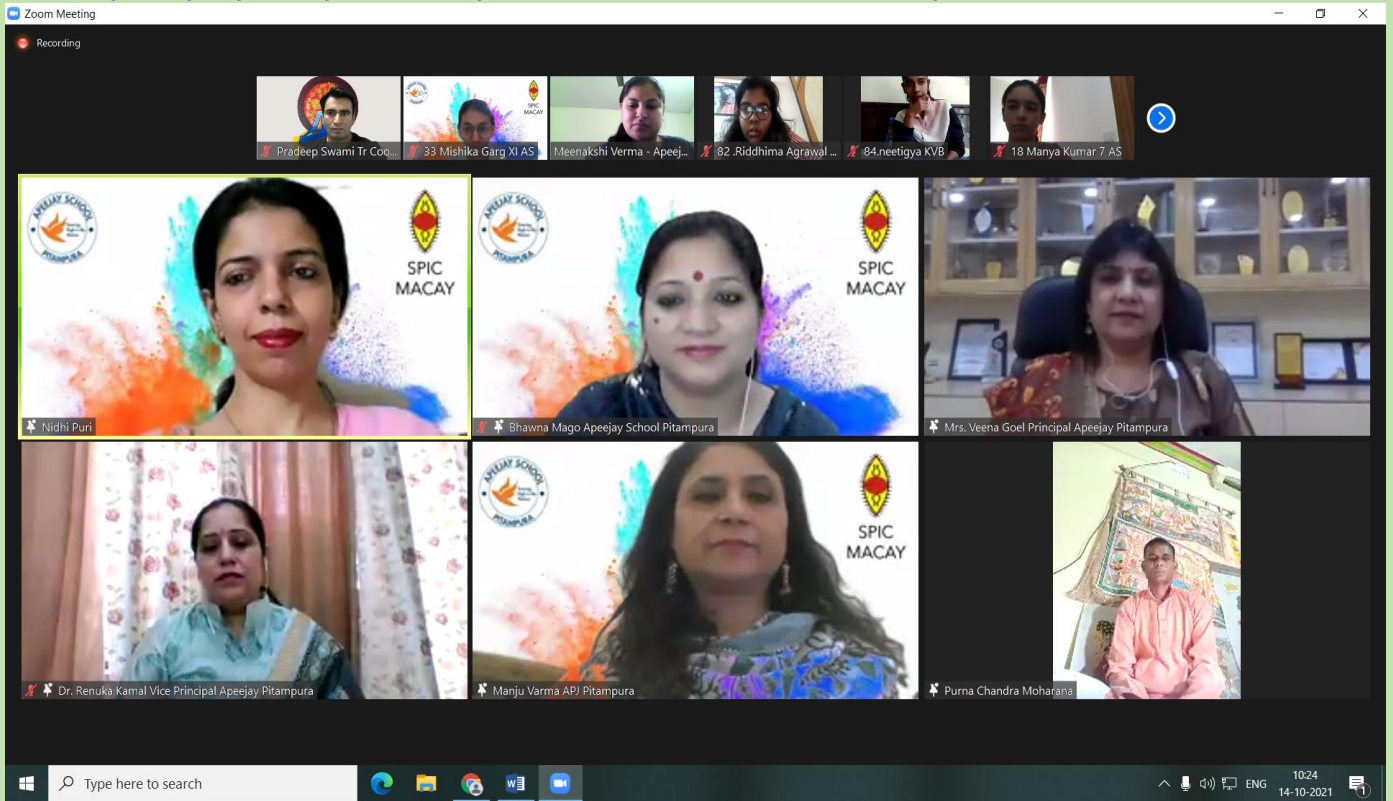 Zoom Meeting
Recording
Pradeep Swami Tr Coo...
33 Mishika Garg XI AS
Meenakshi Verma - Apeej...
82 .Riddhima Agrawal ...
84.neetigya KVB
18 Manya Kumar 7 AS
SPIC
MACAY
APEEJAY SCHOOL
PITAMPURA
SPIC
MACAY
Nidhi Puri
APEEJAY SCHOOL
PITAMPURA
SPIC
MACAY
Bhawna Mago Apeejay School Pitampura
Mrs. Veena Goel Principal Apeejay Pitampura
Dr. Renuka Kamal Vice Principal Apeejay Pitampura
APEEJAY SCHOOL
PITAMPURA
SPIC
MACAY
Manju Varma APJ Pitampura
Purna Chandra Moharana
Type here to search
ENG
10:24
14-10-2021
1